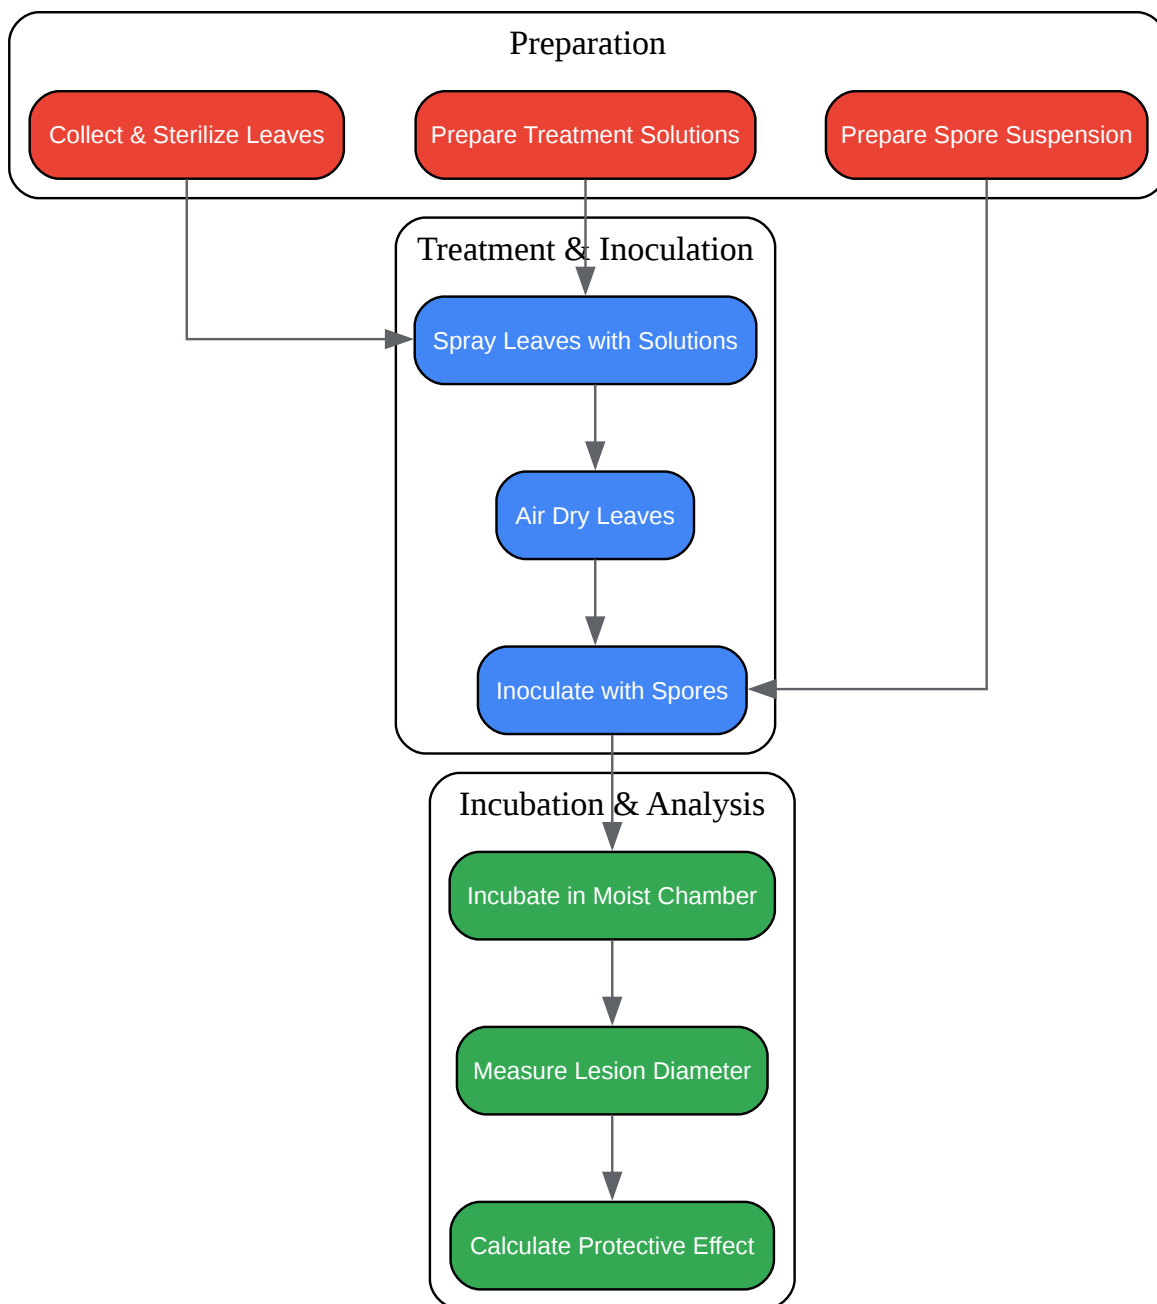 Preparation
Collect & Sterilize Leaves
Prepare Treatment Solutions
Prepare Spore Suspension
Treatment & Inoculation
Spray Leaves with Solutions
Air Dry Leaves
Inoculate with Spores
Incubation & Analysis
Incubate in Moist Chamber
Measure Lesion Diameter
Calculate Protective Effect